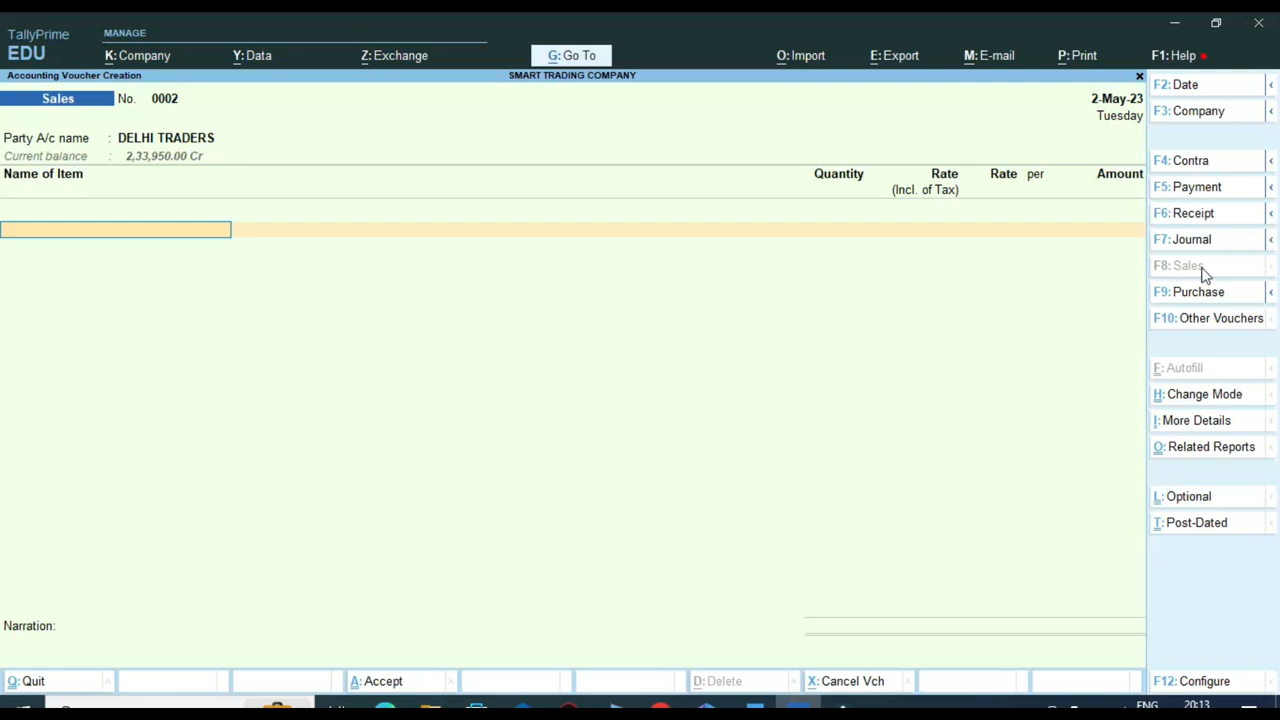 TallyPrime
EDU
MANAGE
K: Company
Y: Data
Z: Exchange
G: Go To
O: Import
E: Export
M: E-mail
P: Print
F1: Help
Accounting Voucher Creation
SMART TRADING COMPANY
×
Sales No. 0002
2-May-23
Tuesday
Party A/c name : DELHI TRADERS
Current balance : 2,33,950.00 Cr
Name of Item Quantity Rate Rate per Amount
(Incl. of Tax)
Narration:
F2: Date
F3: Company
F4: Contra
F5: Payment
F6: Receipt
F7: Journal
F8: Sales
F9: Purchase
F10: Other Vouchers
F: Autofill
H: Change Mode
I: More Details
O: Related Reports
L: Optional
T: Post-Dated
Q: Quit
A: Accept
D: Delete
X: Cancel Vch
F12: Configure
ENG
20:13